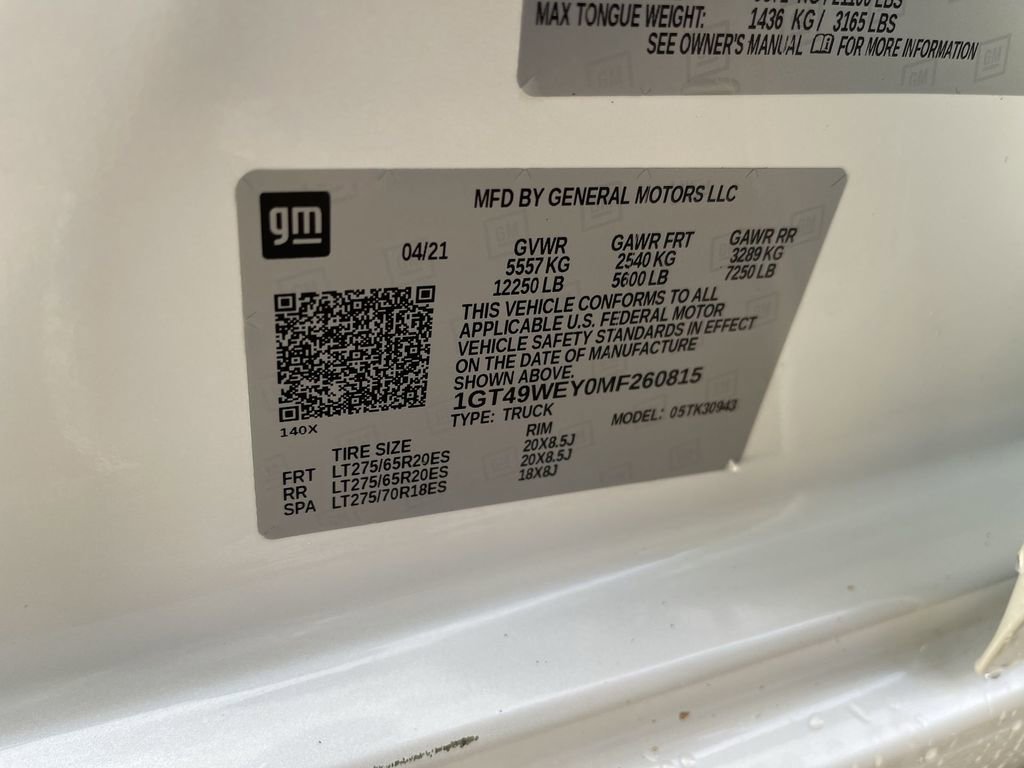 LBS
MAX TONGUE WEIGHT: 1436 KG / 3165 LBS
SEE OWNER'S MANUAL FOR MORE INFORMATION
gm
MFD BY GENERAL MOTORS LLC
04/21 GVWR GAWR FRT GAWR RR
5557 KG 2540 KG 3289 KG
12250 LB 5600 LB 7250 LB
THIS VEHICLE CONFORMS TO ALL
APPLICABLE U.S. FEDERAL MOTOR
VEHICLE SAFETY STANDARDS IN EFFECT
ON THE DATE OF MANUFACTURE
SHOWN ABOVE.
1GT49WEY0MF260815
TYPE: TRUCK MODEL: 05TK30943
140X
TIRE SIZE RIM
FRT LT275/65R20ES 20X8.5J
RR LT275/65R20ES 20X8.5J
SPA LT275/70R18ES 18X8J